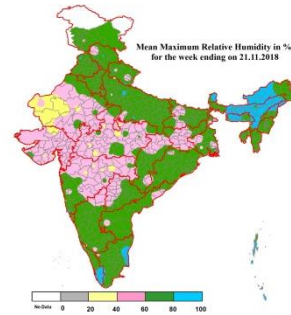 Mean Maximum Relative Humidity in %
for the week ending on 21.11.2018
No Data 0 20 40 60 80 100